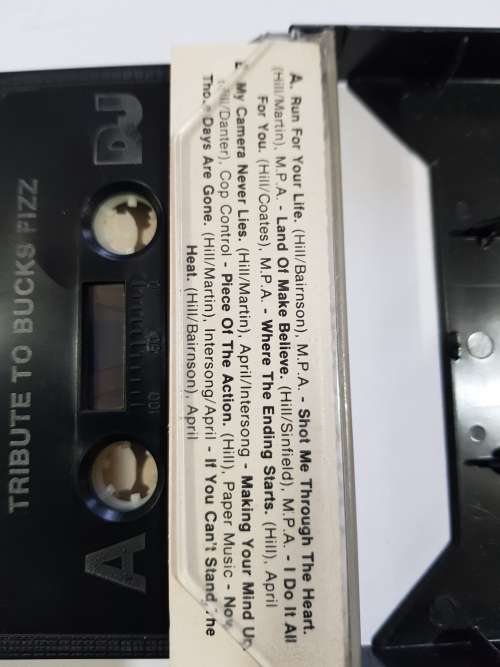 A. Run For Your Life. (Hill/Bairnson), M.P.A. - Shot Me Through The Heart.
(Hill/Martin), M.P.A. - Land Of Make Believe. (Hill/Sinfield), M.P.A. - I Do It All
For You. (Hill/Coates), M.P.A. - Where The Ending Starts. (Hill), April
My Camera Never Lies. (Hill/Martin), April/Intersong - Making Your Mind Up
(Hill/Danter), Cop Control - Piece Of The Action. (Hill), Paper Music - Now
Those Days Are Gone. (Hill/Martin), Intersong/April - If You Can't Stand The
Heat. (Hill/Bairnson), April
DJ
0 50 100
A
TRIBUTE TO BUCKS FIZZ